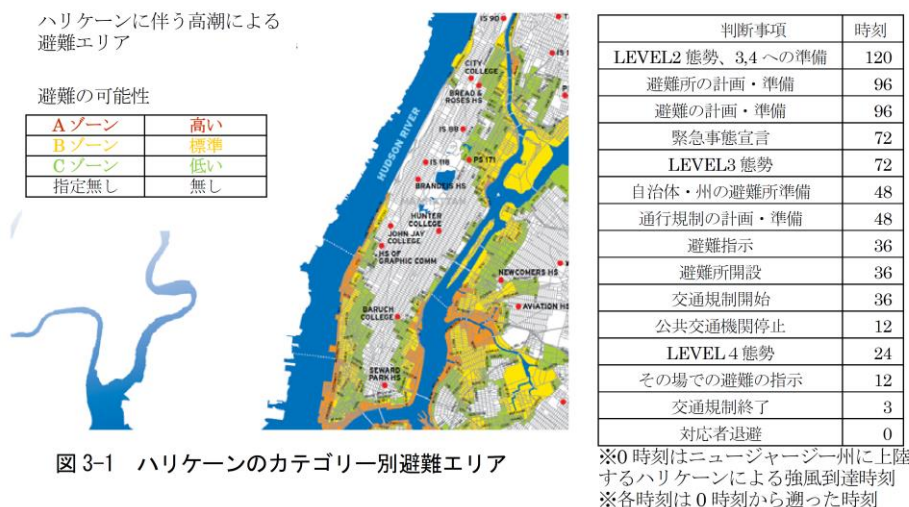 ハリケーンに伴う高潮による
避難エリア
避難の可能性
Aゾーン 高い
Bゾーン 標準
Cゾーン 低い
指定無し 無し
IS 90
CITY COLLEGE
BREAD & ROSES HS
IS 88
HUDSON RIVER
IS 118
PS 171
BRANDEIS HS
MANHATTAN
HUNTER COLLEGE
JOHN JAY COLLEGE
HS OF GRAPHIC COMM
NEWCOMERS HS
AVIATION HS
BARUCH COLLEGE
SEWARD PARK HS
図 3-1 ハリケーンのカテゴリー別避難エリア
判断事項 時刻
LEVEL2 態勢、3,4 への準備 120
避難所の計画・準備 96
避難の計画・準備 96
緊急事態宣言 72
LEVEL3 態勢 72
自治体・州の避難所準備 48
通行規制の計画・準備 48
避難指示 36
避難所開設 36
交通規制開始 36
公共交通機関停止 12
LEVEL 4 態勢 24
その場での避難の指示 12
交通規制終了 3
対応者退避 0
※0 時刻はニュージャージー州に上陸
するハリケーンによる強風到達時刻
※各時刻は 0 時刻から遡った時刻